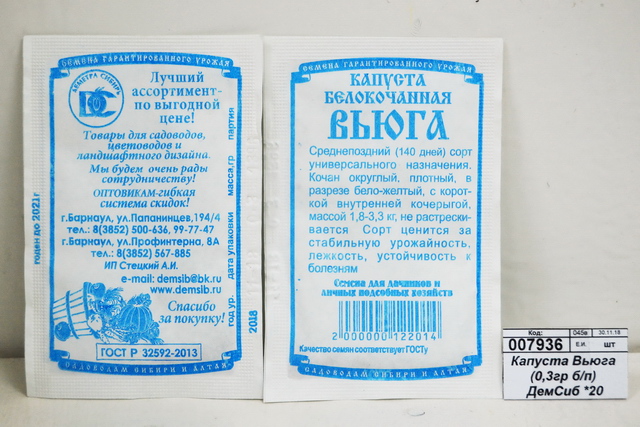 СЕМЕНА ГАРАНТИРОВАННОГО УРОЖАЯ
ДЕМЕТРА СИБИРЬ
DC
Лучший
ассортимент-
по выгодной
цене!
Товары для садоводов,
цветоводов и
ландшафтного дизайна.
Мы будем очень рады
сотрудничеству!
ОПТОВИКАМ-гибкая
система скидок!
г.Барнаул, ул.Папанинцев,194/4
тел.: 8(3852) 500-636, 99-77-47
г.Барнаул, ул.Профинтерна, 8А
тел.: 8(3852) 567-885
ИП Стецкий А.И.
e-mail: demsib@bk.ru
www.demsib.ru
Спасибо
за покупку!
ГОСТ Р 32592-2013
САДОВОДАМ СИБИРИ И АЛТАЯ
годен до 2021г
партия
масса,гр
дата упаковки
год ур.
2018
СЕМЕНА ГАРАНТИРОВАННОГО УРОЖАЯ
КАПУСТА
БЕЛОКОЧАННАЯ
ВЬЮГА
Среднепоздний (140 дней) сорт
универсального назначения.
Кочан округлый, плотный, в
разрезе бело-желтый, с корот-
кой внутренней кочерыгой,
массой 1,8-3,3 кг, не растрески-
вается Сорт ценится за
стабильную урожайность,
лежкость, устойчивость к
болезням
Семена для дачников и
личных подсобных хозяйств
2 000000 122014
Качество семян соответствует ГОСТу
САДОВОДАМ СИБИРИ И АЛТАЯ
Код: 045в 30.11.18
007936 Е.И. шт
Капуста Вьюга
(0,3гр б/п)
ДемСиб *20